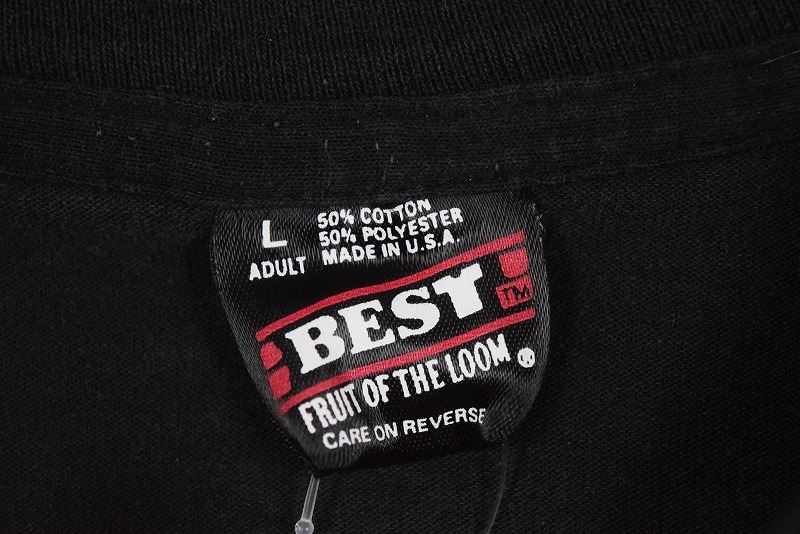 L
ADULT
50% COTTON
50% POLYESTER
MADE IN U.S.A.
BEST
TM
FRUIT OF THE LOOM
CARE ON REVERSE